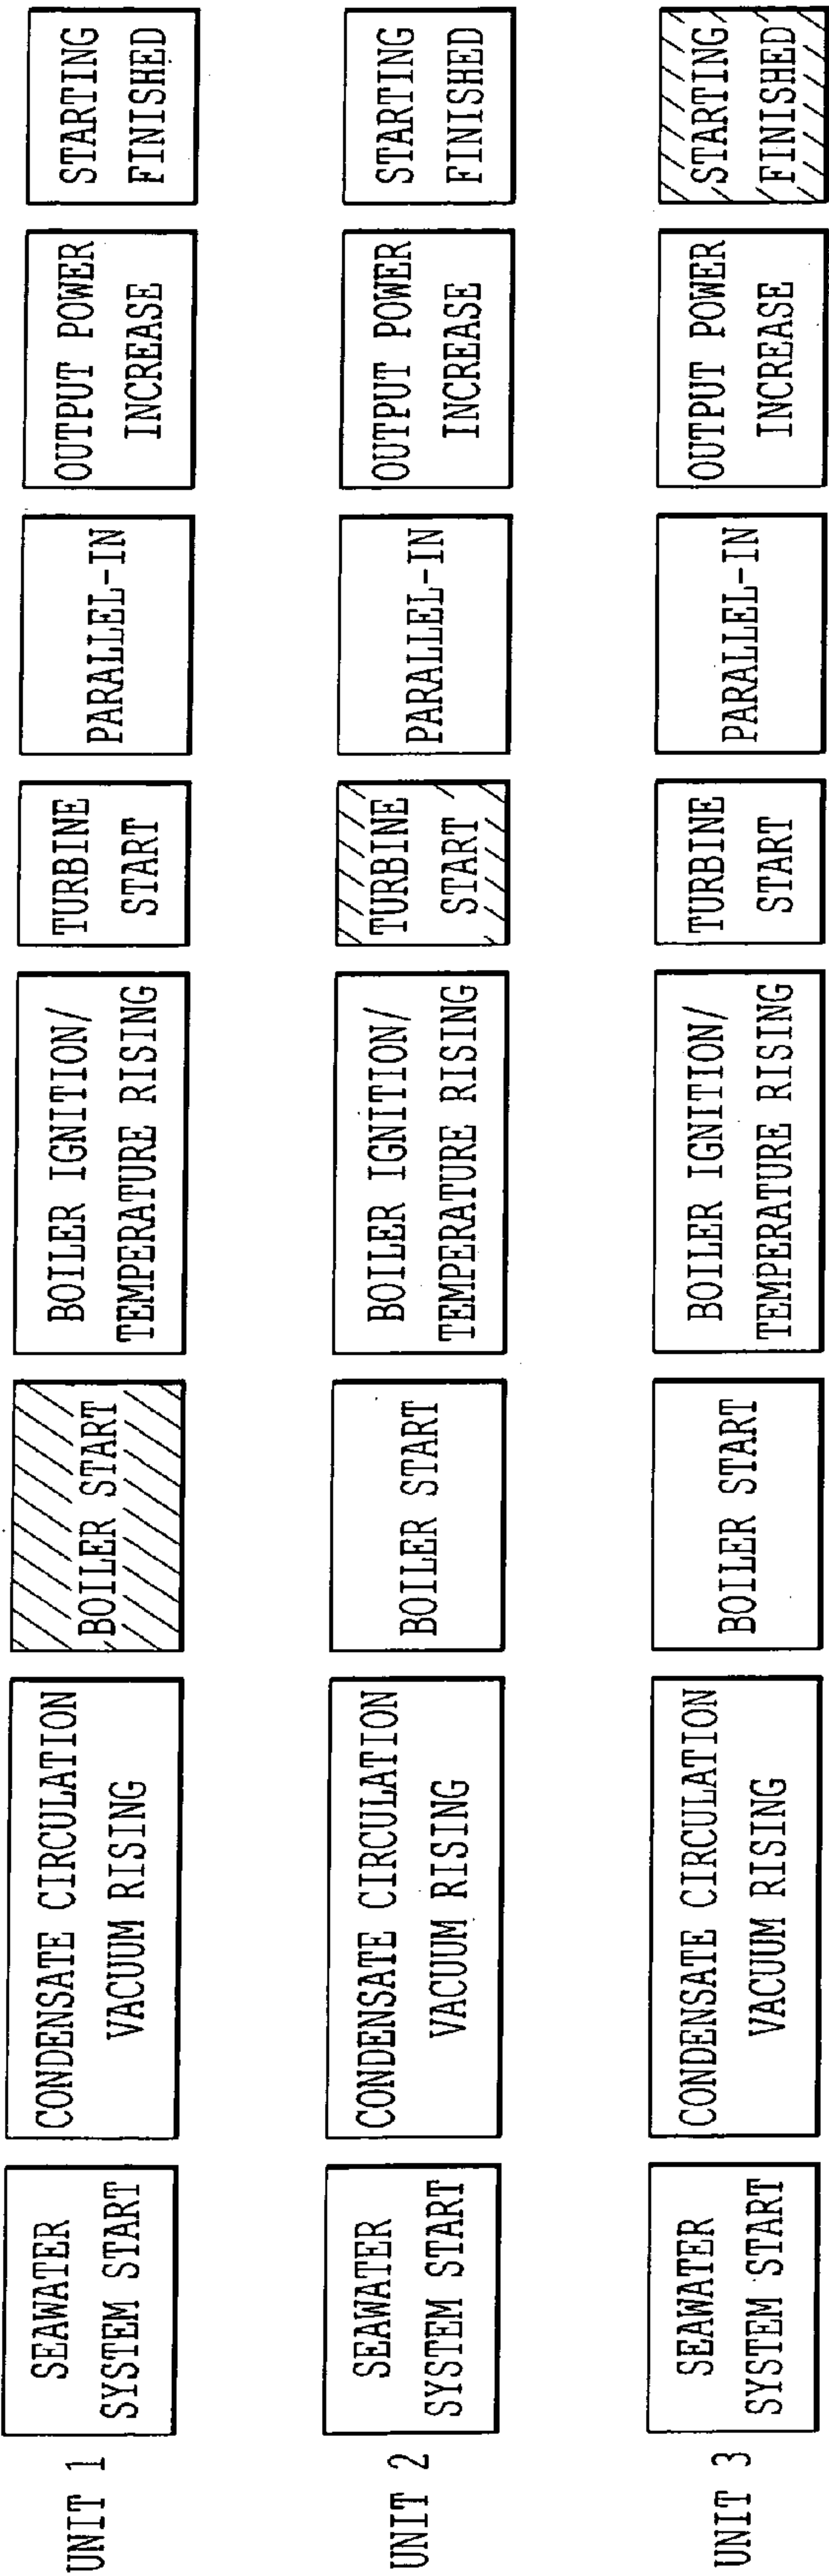 UNIT 1
SEAWATER
SYSTEM START
CONDENSATE CIRCULATION
VACUUM RISING
BOILER START
BOILER IGNITION/
TEMPERATURE RISING
TURBINE
START
PARALLEL-IN
OUTPUT POWER
INCREASE
STARTING
FINISHED
UNIT 2
SEAWATER
SYSTEM START
CONDENSATE CIRCULATION
VACUUM RISING
BOILER START
BOILER IGNITION/
TEMPERATURE RISING
TURBINE
START
PARALLEL-IN
OUTPUT POWER
INCREASE
STARTING
FINISHED
UNIT 3
SEAWATER
SYSTEM START
CONDENSATE CIRCULATION
VACUUM RISING
BOILER START
BOILER IGNITION/
TEMPERATURE RISING
TURBINE
START
PARALLEL-IN
OUTPUT POWER
INCREASE
STARTING
FINISHED